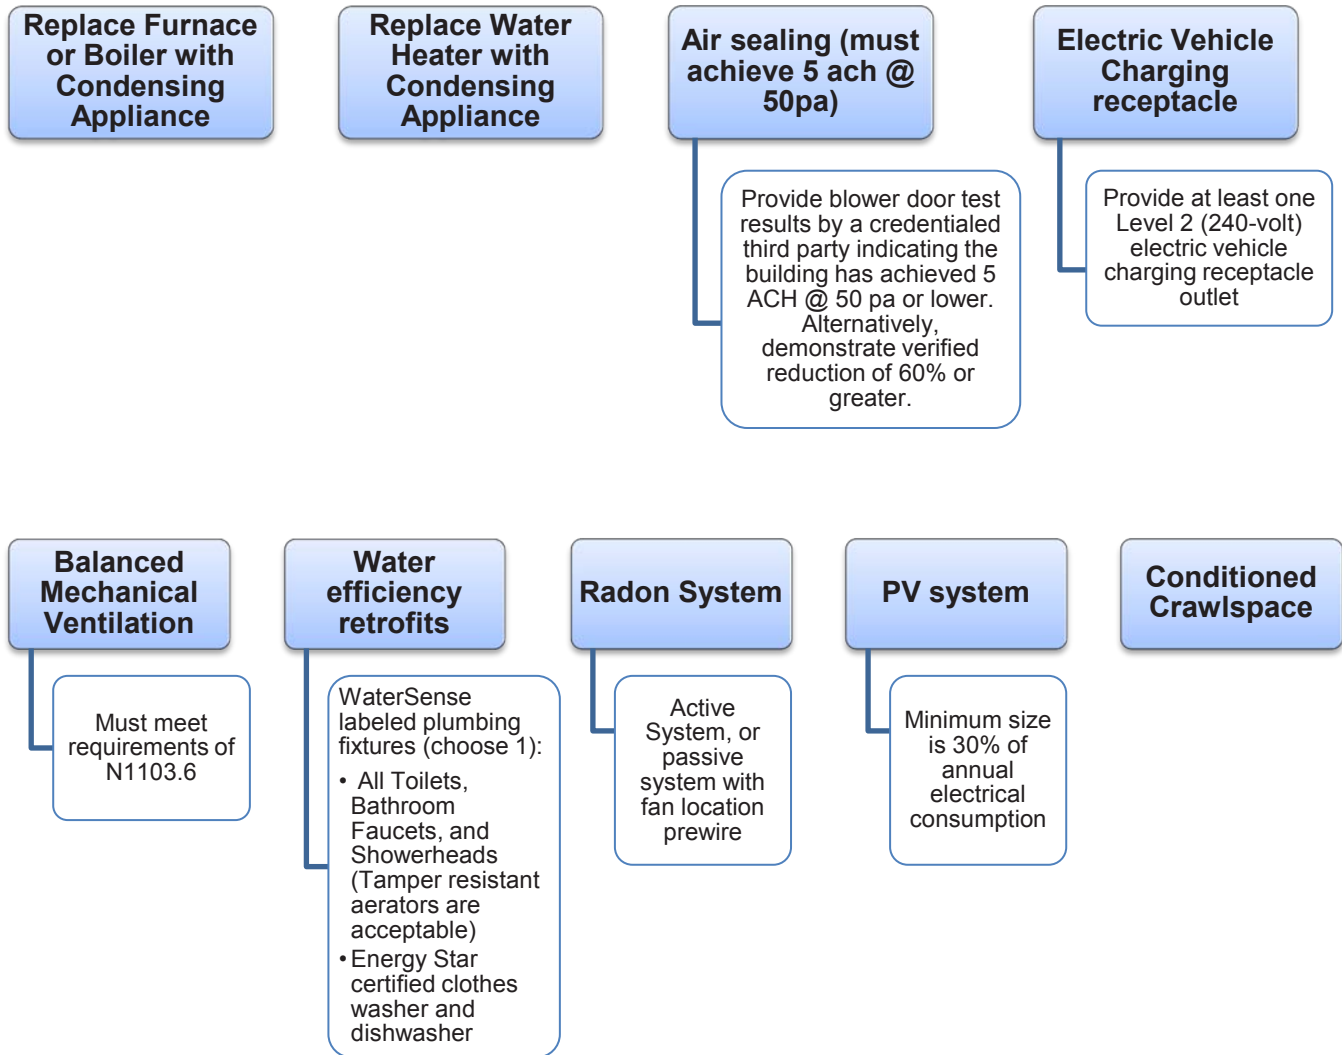 Replace Furnace
or Boiler with
Condensing
Appliance
Replace Water
Heater with
Condensing
Appliance
Air sealing (must
achieve 5 ach @
50pa)
Provide blower door test
results by a credentialed
third party indicating the
building has achieved 5
ACH @ 50 pa or lower.
Alternatively,
demonstrate verified
reduction of 60% or
greater.
Electric Vehicle
Charging
receptacle
Provide at least one
Level 2 (240-volt)
electric vehicle
charging receptacle
outlet
Balanced
Mechanical
Ventilation
Must meet
requirements of
N1103.6
Water
efficiency
retrofits
WaterSense
labeled plumbing
fixtures (choose 1):
• All Toilets,
Bathroom
Faucets, and
Showerheads
(Tamper resistant
aerators are
acceptable)
• Energy Star
certified clothes
washer and
dishwasher
Radon System
Active
System, or
passive
system with
fan location
prewire
PV system
Minimum size
is 30% of
annual
electrical
consumption
Conditioned
Crawlspace